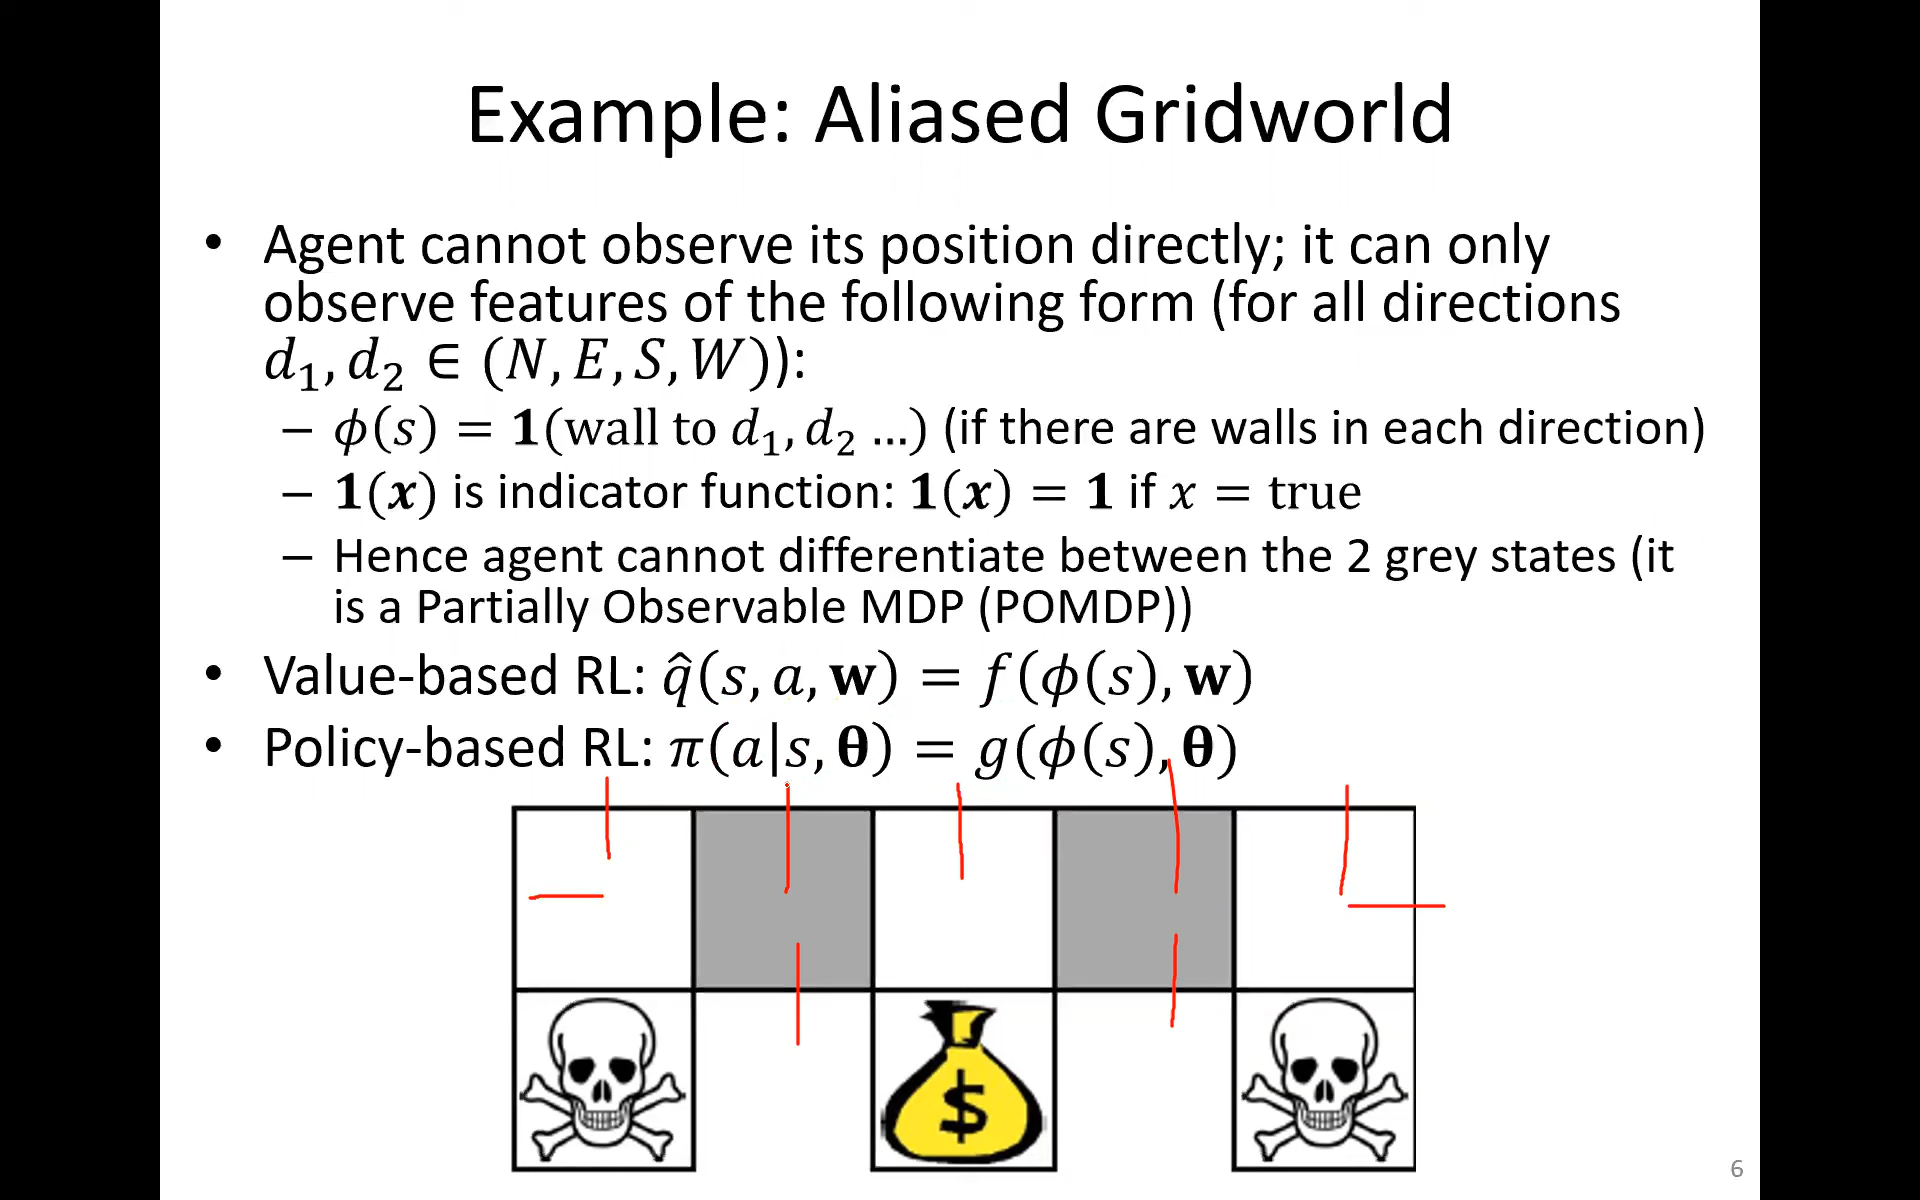 Example: Aliased Gridworld
• Agent cannot observe its position directly; it can only
observe features of the following form (for all directions
𝑑₁, 𝑑₂ ∈ (𝑁, 𝐸, 𝑆, 𝑊)):
– 𝜙(𝑠) = 𝟏(wall to 𝑑₁, 𝑑₂ …) (if there are walls in each direction)
– 𝟏(𝒙) is indicator function: 𝟏(𝒙) = 𝟏 if 𝑥 = true
– Hence agent cannot differentiate between the 2 grey states (it
is a Partially Observable MDP (POMDP))
• Value-based RL: 𝑞̂(𝑠, 𝑎, 𝐰) = 𝑓(𝜙(𝑠), 𝐰)
• Policy-based RL: 𝜋(𝑎|𝑠, 𝛉) = 𝑔(𝜙(𝑠), 𝛉)
$
6